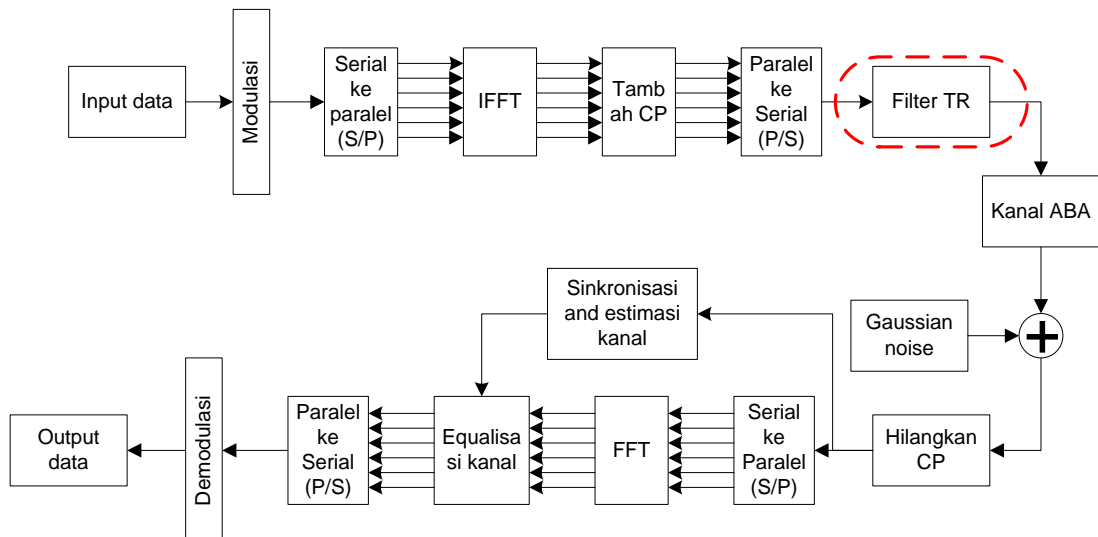 Input data
Modulasi
Serial
ke
paralel
(S/P)
IFFT
Tamb
ah CP
Paralel
ke
Serial
(P/S)
Filter TR
Kanal ABA
Gaussian
noise
+
Hilangkan
CP
Sinkronisasi
and estimasi
kanal
Serial
ke
Paralel
(S/P)
FFT
Equalisa
si kanal
Paralel
ke
Serial
(P/S)
Demodulasi
Output
data